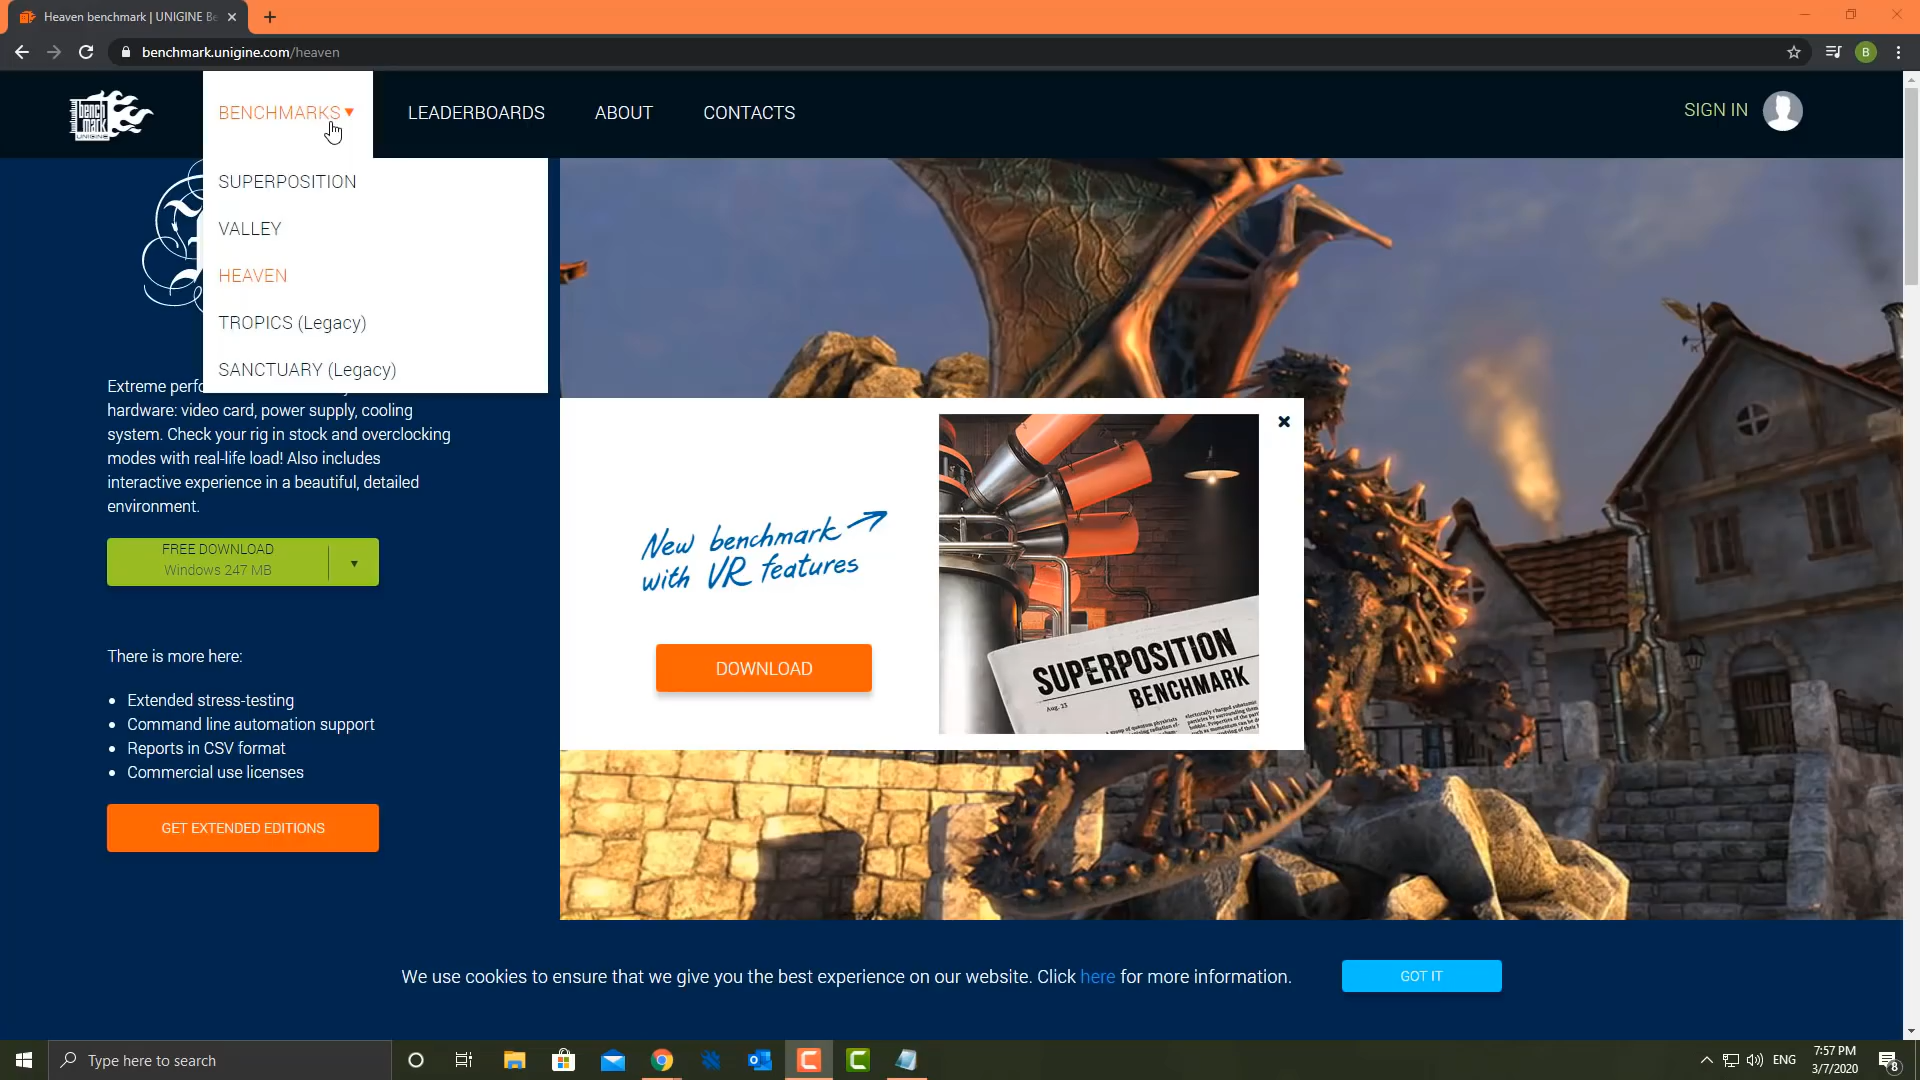 Heaven benchmark | UNIGINE Be
benchmark.unigine.com/heaven
B
bench
mark
UNIGINE
BENCHMARKS ▾
LEADERBOARDS
ABOUT
CONTACTS
SIGN IN
SUPERPOSITION
VALLEY
HEAVEN
TROPICS (Legacy)
SANCTUARY (Legacy)
Extreme perfo
hardware: video card, power supply, cooling
system. Check your rig in stock and overclocking
modes with real-life load! Also includes
interactive experience in a beautiful, detailed
environment.
FREE DOWNLOAD
Windows 247 MB
There is more here:
• Extended stress-testing
• Command line automation support
• Reports in CSV format
• Commercial use licenses
GET EXTENDED EDITIONS
New benchmark
with VR features
DOWNLOAD
SUPERPOSITION
BENCHMARK
Aug. 23
We use cookies to ensure that we give you the best experience on our website. Click here for more information.
GOT IT
Type here to search
ENG
7:57 PM
3/7/2020
8